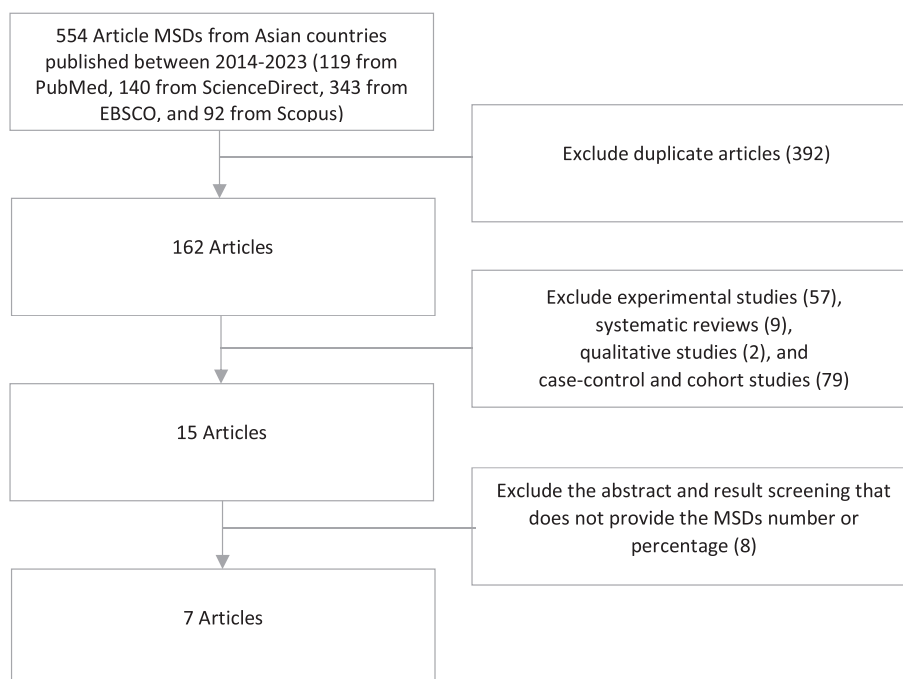 554 Article MSDs from Asian countries
published between 2014-2023 (119 from
PubMed, 140 from ScienceDirect, 343 from
EBSCO, and 92 from Scopus)
Exclude duplicate articles (392)
162 Articles
Exclude experimental studies (57),
systematic reviews (9),
qualitative studies (2), and
case-control and cohort studies (79)
15 Articles
Exclude the abstract and result screening that
does not provide the MSDs number or
percentage (8)
7 Articles